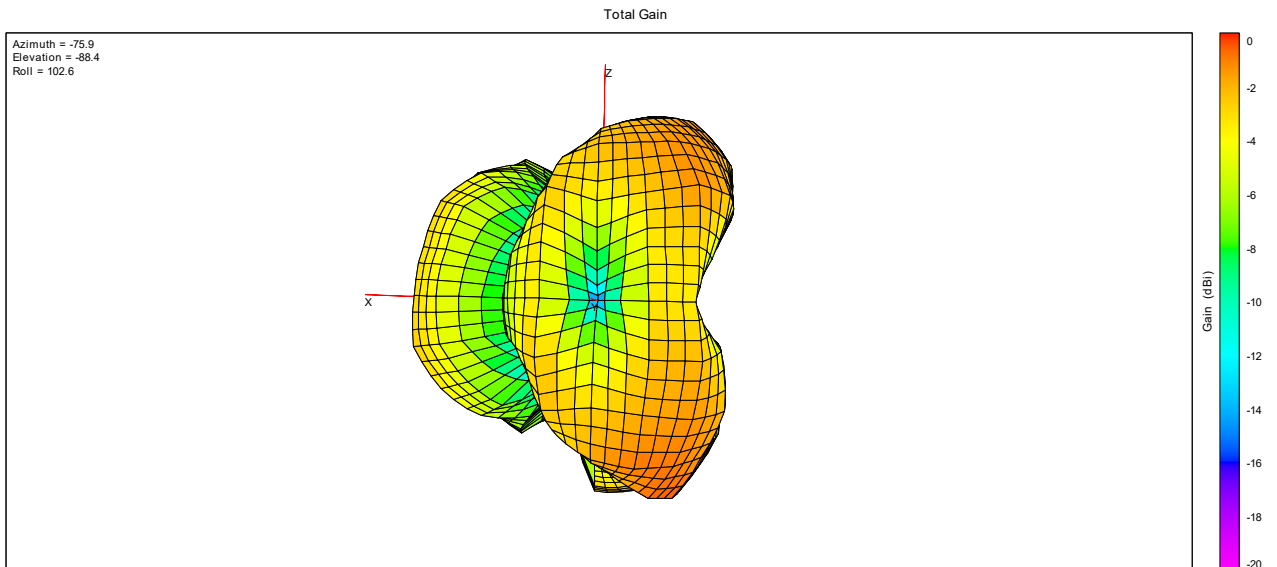 Total Gain
Azimuth = -75.9
Elevation = -88.4
Roll = 102.6
Z
X
Y
0
-2
-4
-6
-8
-10
-12
-14
-16
-18
-20
Gain (dBi)